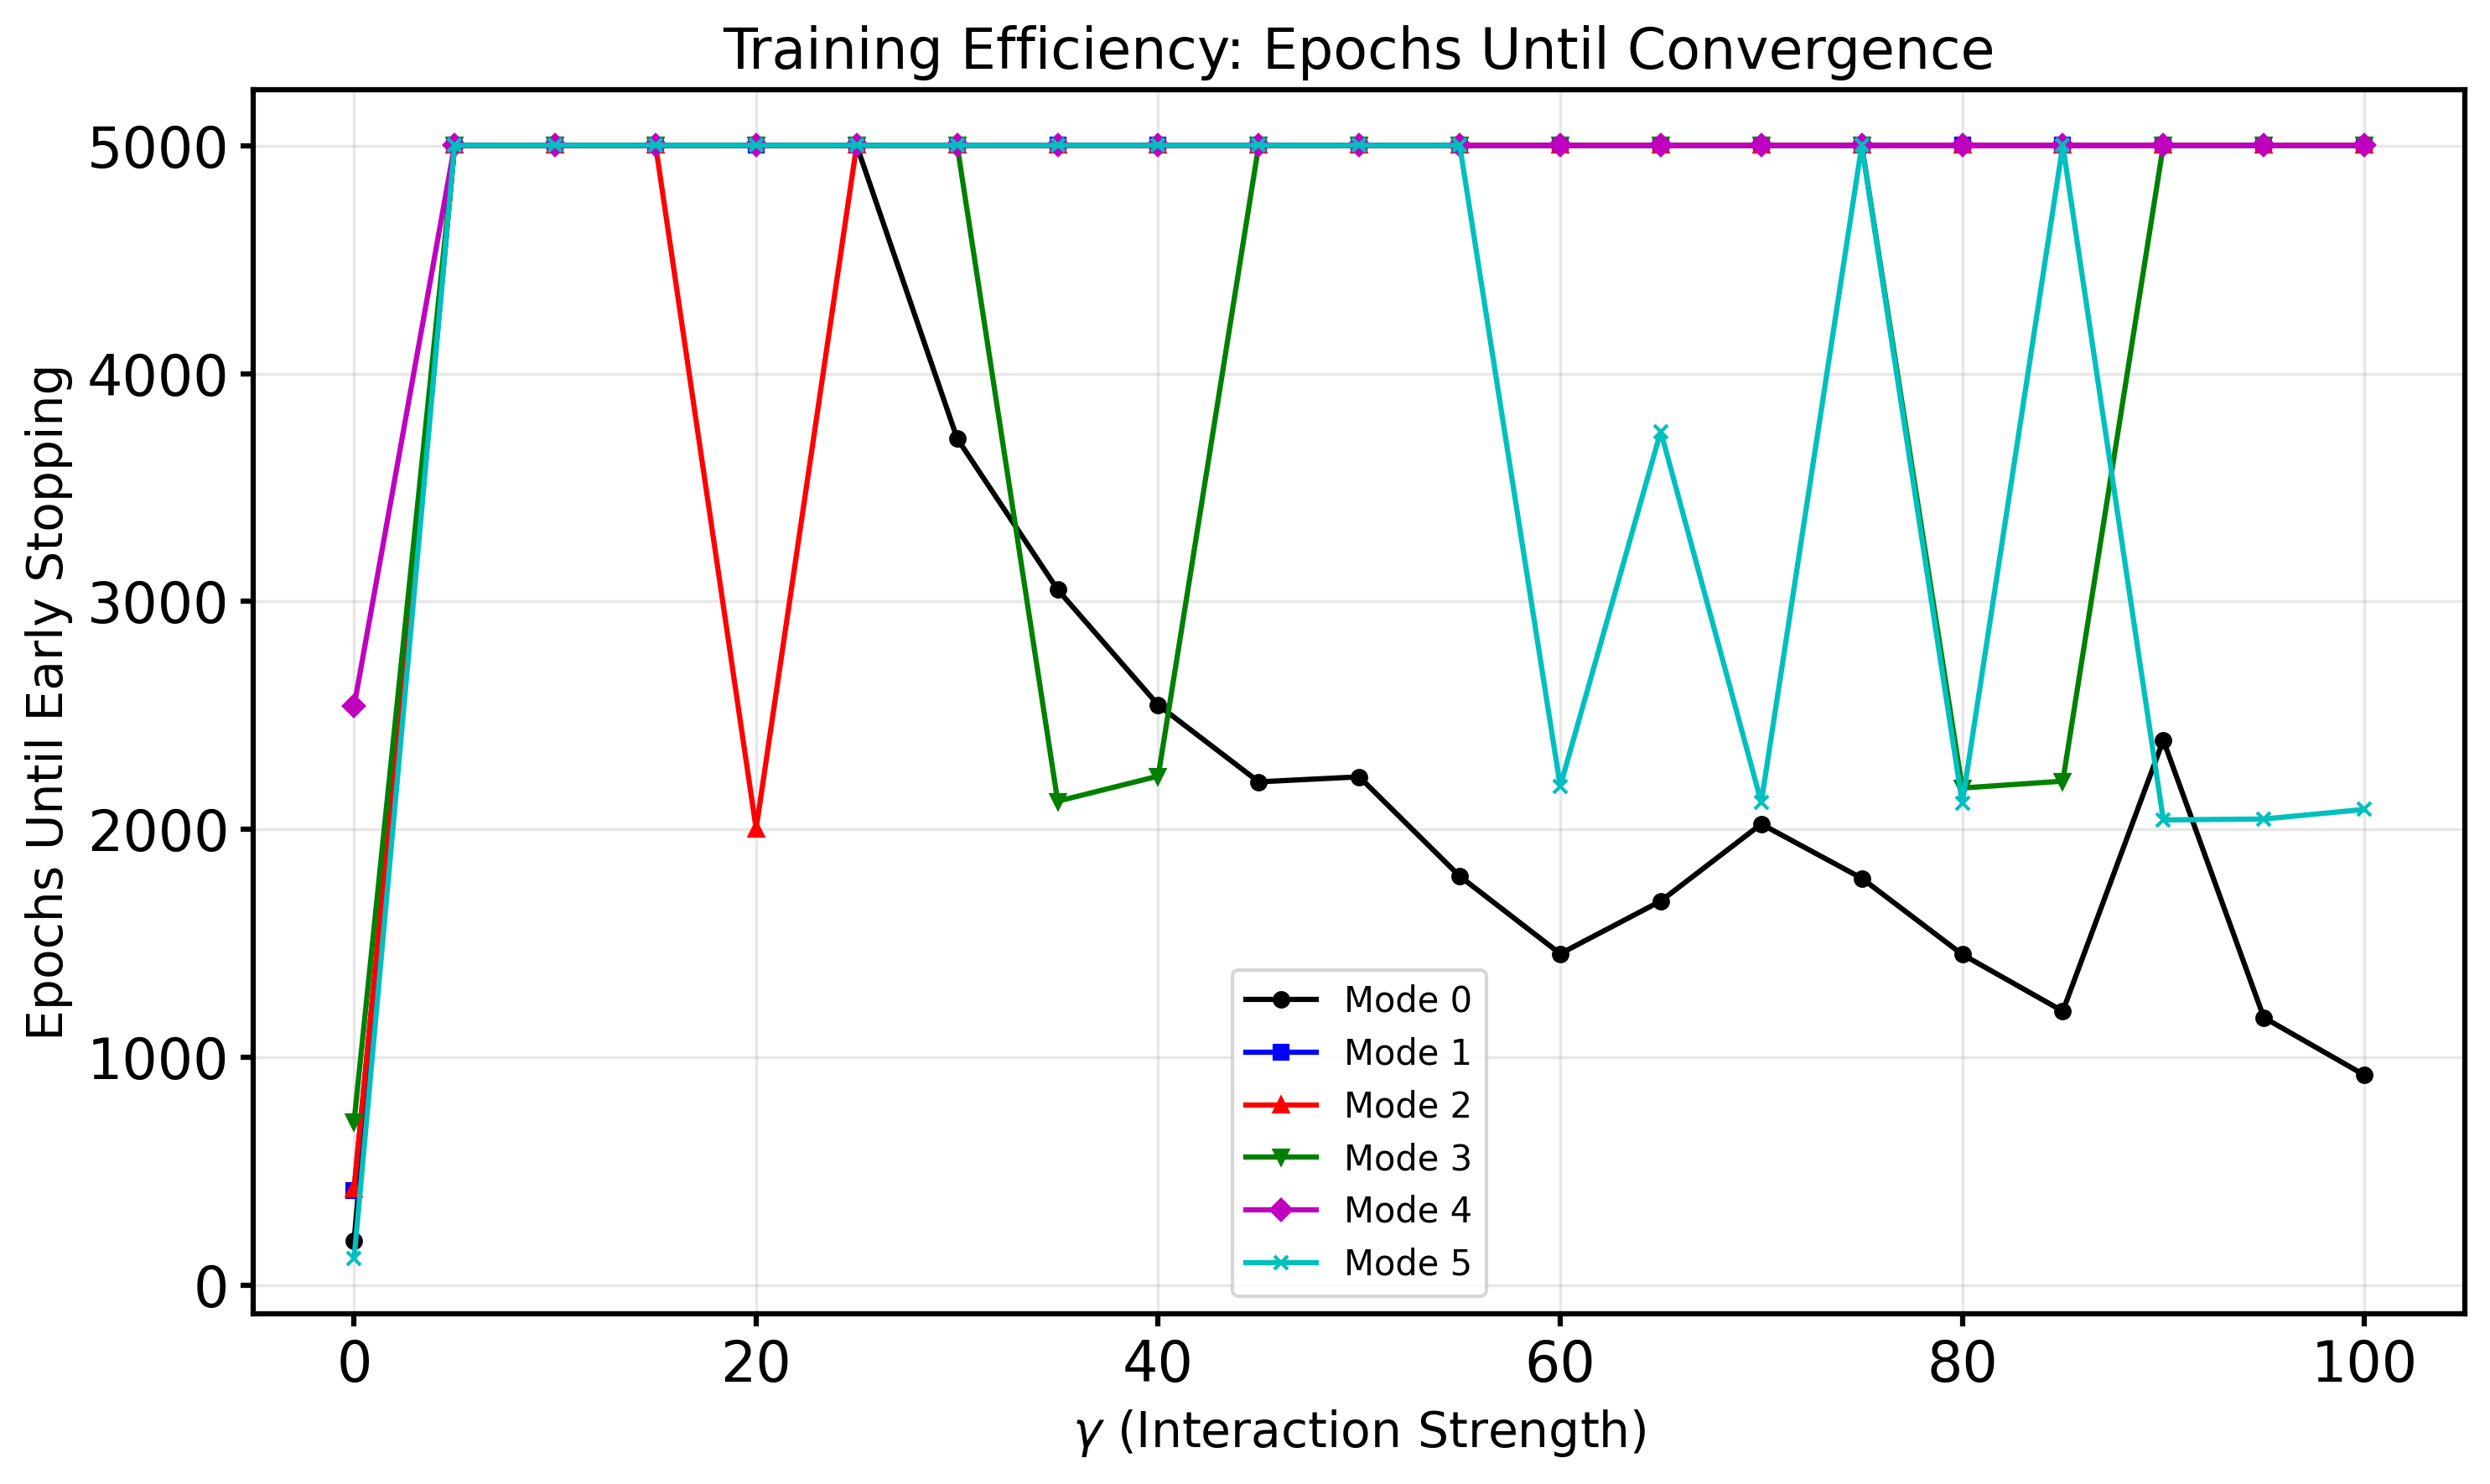 Training Efficiency: Epochs Until Convergence
Epochs Until Early Stopping
5000
4000
3000
2000
1000
0
Mode 0
Mode 1
Mode 2
Mode 3
Mode 4
Mode 5
0 20 40 60 80 100
γ (Interaction Strength)